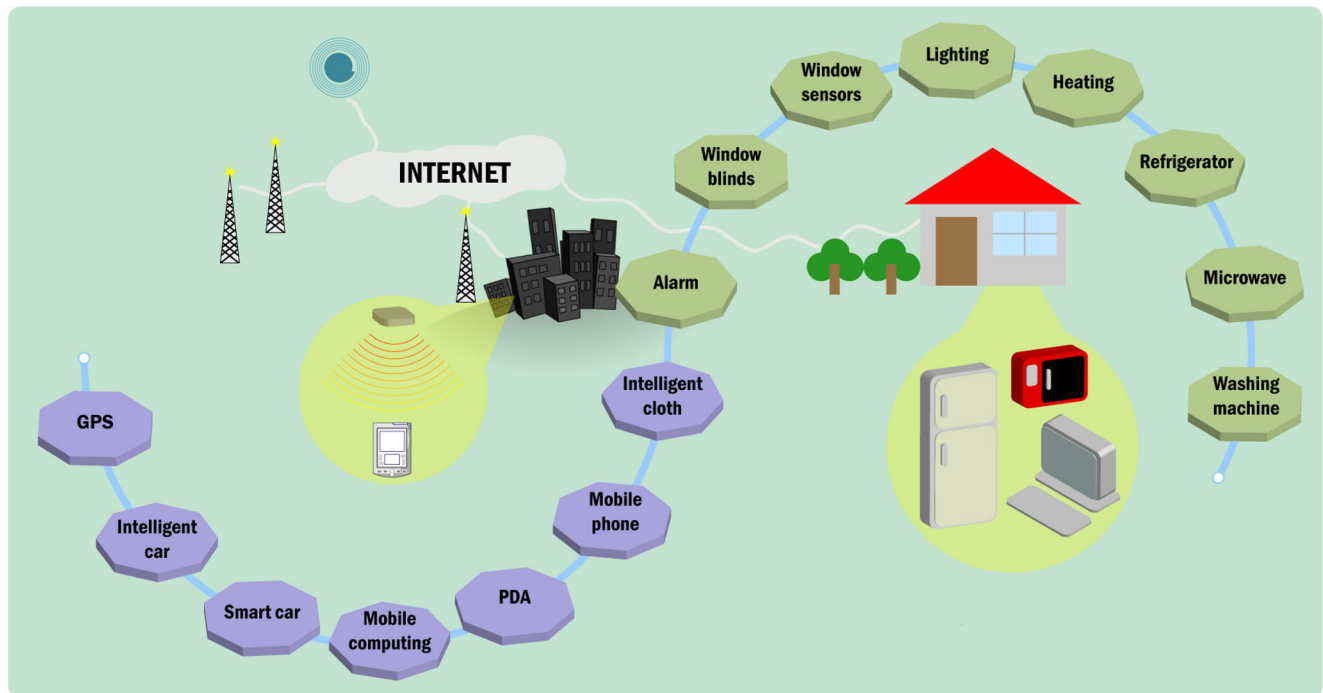 INTERNET
GPS
Intelligent
car
Smart car
Mobile
computing
PDA
Mobile
phone
Intelligent
cloth
Alarm
Window
blinds
Window
sensors
Lighting
Heating
Refrigerator
Microwave
Washing
machine